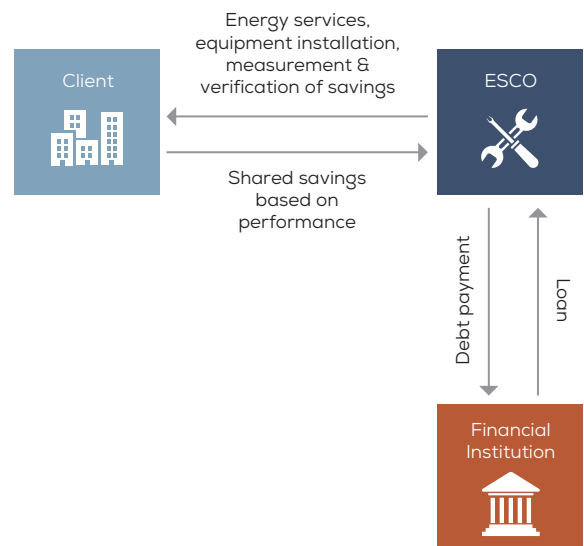 Energy services,
equipment installation,
measurement &
verification of savings
Client
ESCO
Shared savings
based on
performance
Debt payment
Loan
Financial
Institution